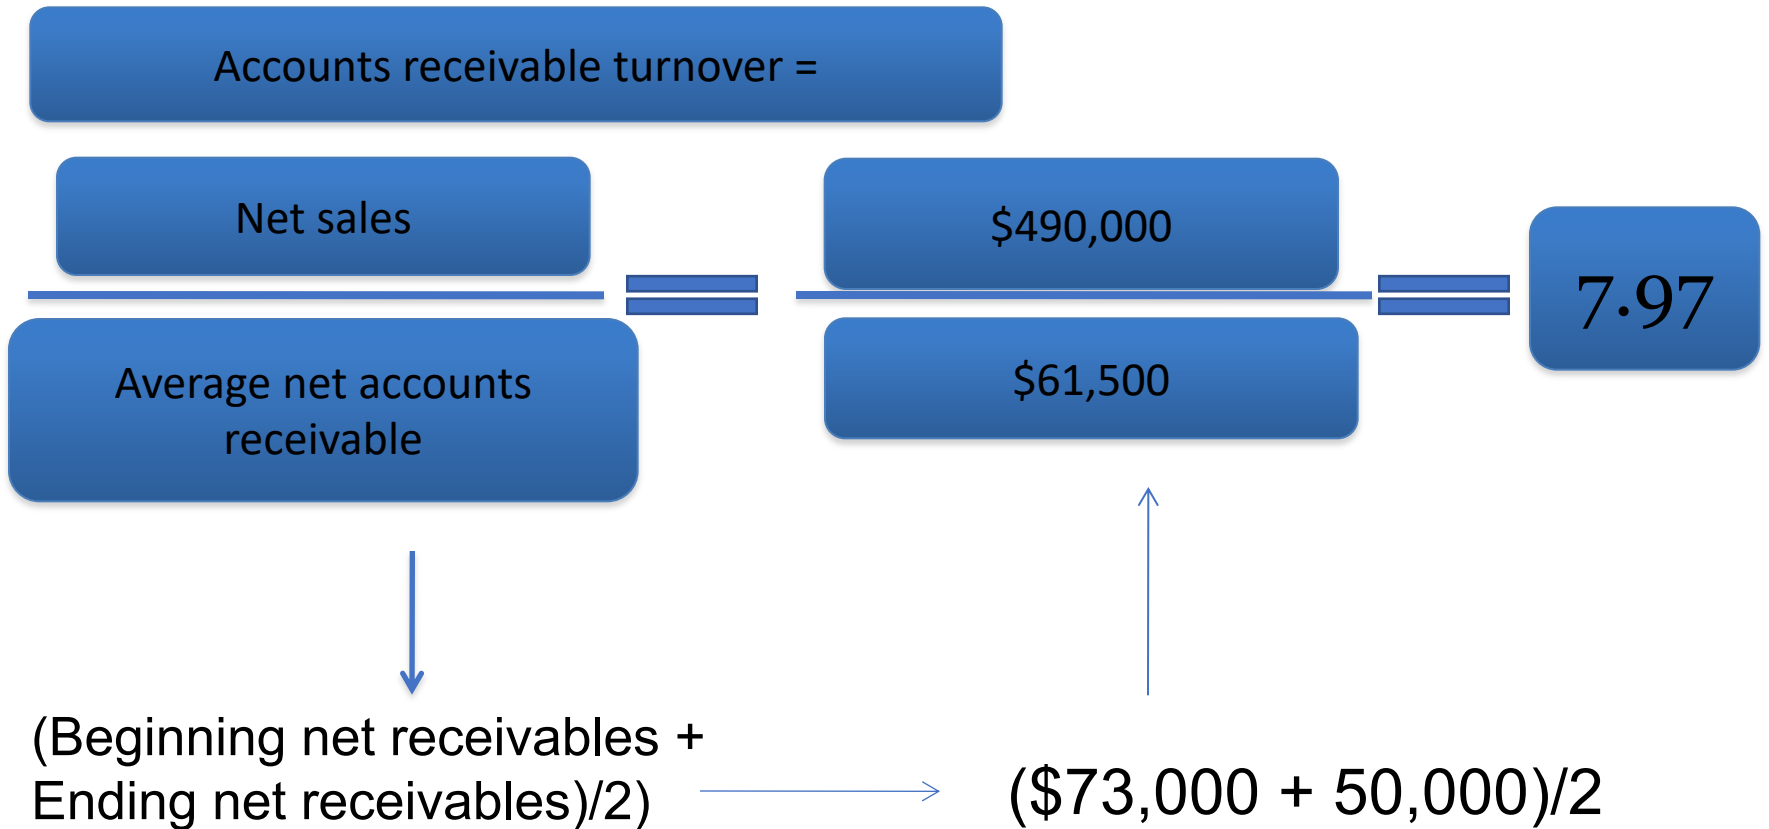 Accounts receivable turnover =
Net sales
$490,000
7.97
Average net accounts
receivable
$61,500
(Beginning net receivables +
Ending net receivables)/2)
($73,000 + 50,000)/2